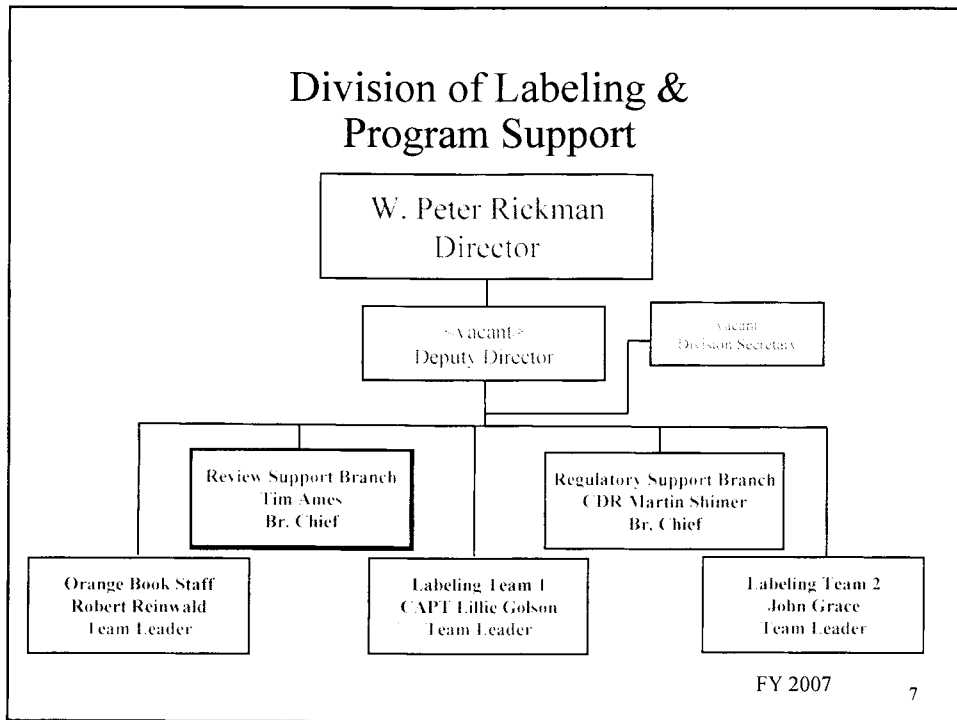 Division of Labeling &
Program Support
W. Peter Rickman
Director
<vacant>
Deputy Director
vacant
Division Secretary
Review Support Branch
Tim Ames
Br. Chief
Regulatory Support Branch
CDR Martin Shimer
Br. Chief
Orange Book Staff
Robert Reinwald
Team Leader
Labeling Team 1
CAPT Lillie Golson
Team Leader
Labeling Team 2
John Grace
Team Leader
FY 2007
7